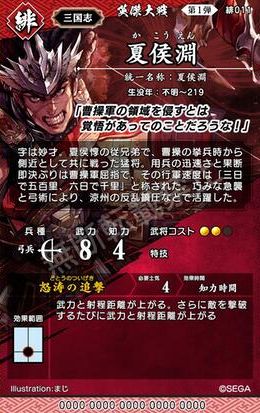 緋
三国志
英傑大戦
第1弾
緋011
かこうえん
夏侯淵
統一名称：夏侯淵
生没年：不明～219
「曹操軍の領域を侵すとは
覚悟があってのことだろうな！」
字は妙才。夏侯惇の従兄弟で、曹操の挙兵時から
側近として共に戦った猛将。用兵の迅速さと果断
即決ぶりは曹操軍屈指で、その行軍速度は「三日
で五百里、六日で千里」と称された。巧みな急襲
と弓術により、涼州の反乱鎮圧などで活躍した。
兵種 武力 知力 武将コスト
弓兵 8 4 特技
どとうのついげき 必要士気 効果時間
怒涛の追撃 4 知力時間
効果範囲
武力と射程距離が上がる。さらに敵を撃破
するたびに武力と射程距離が上がる
Illustration:まじ
©SEGA
0000-0000-0000-0000-0000